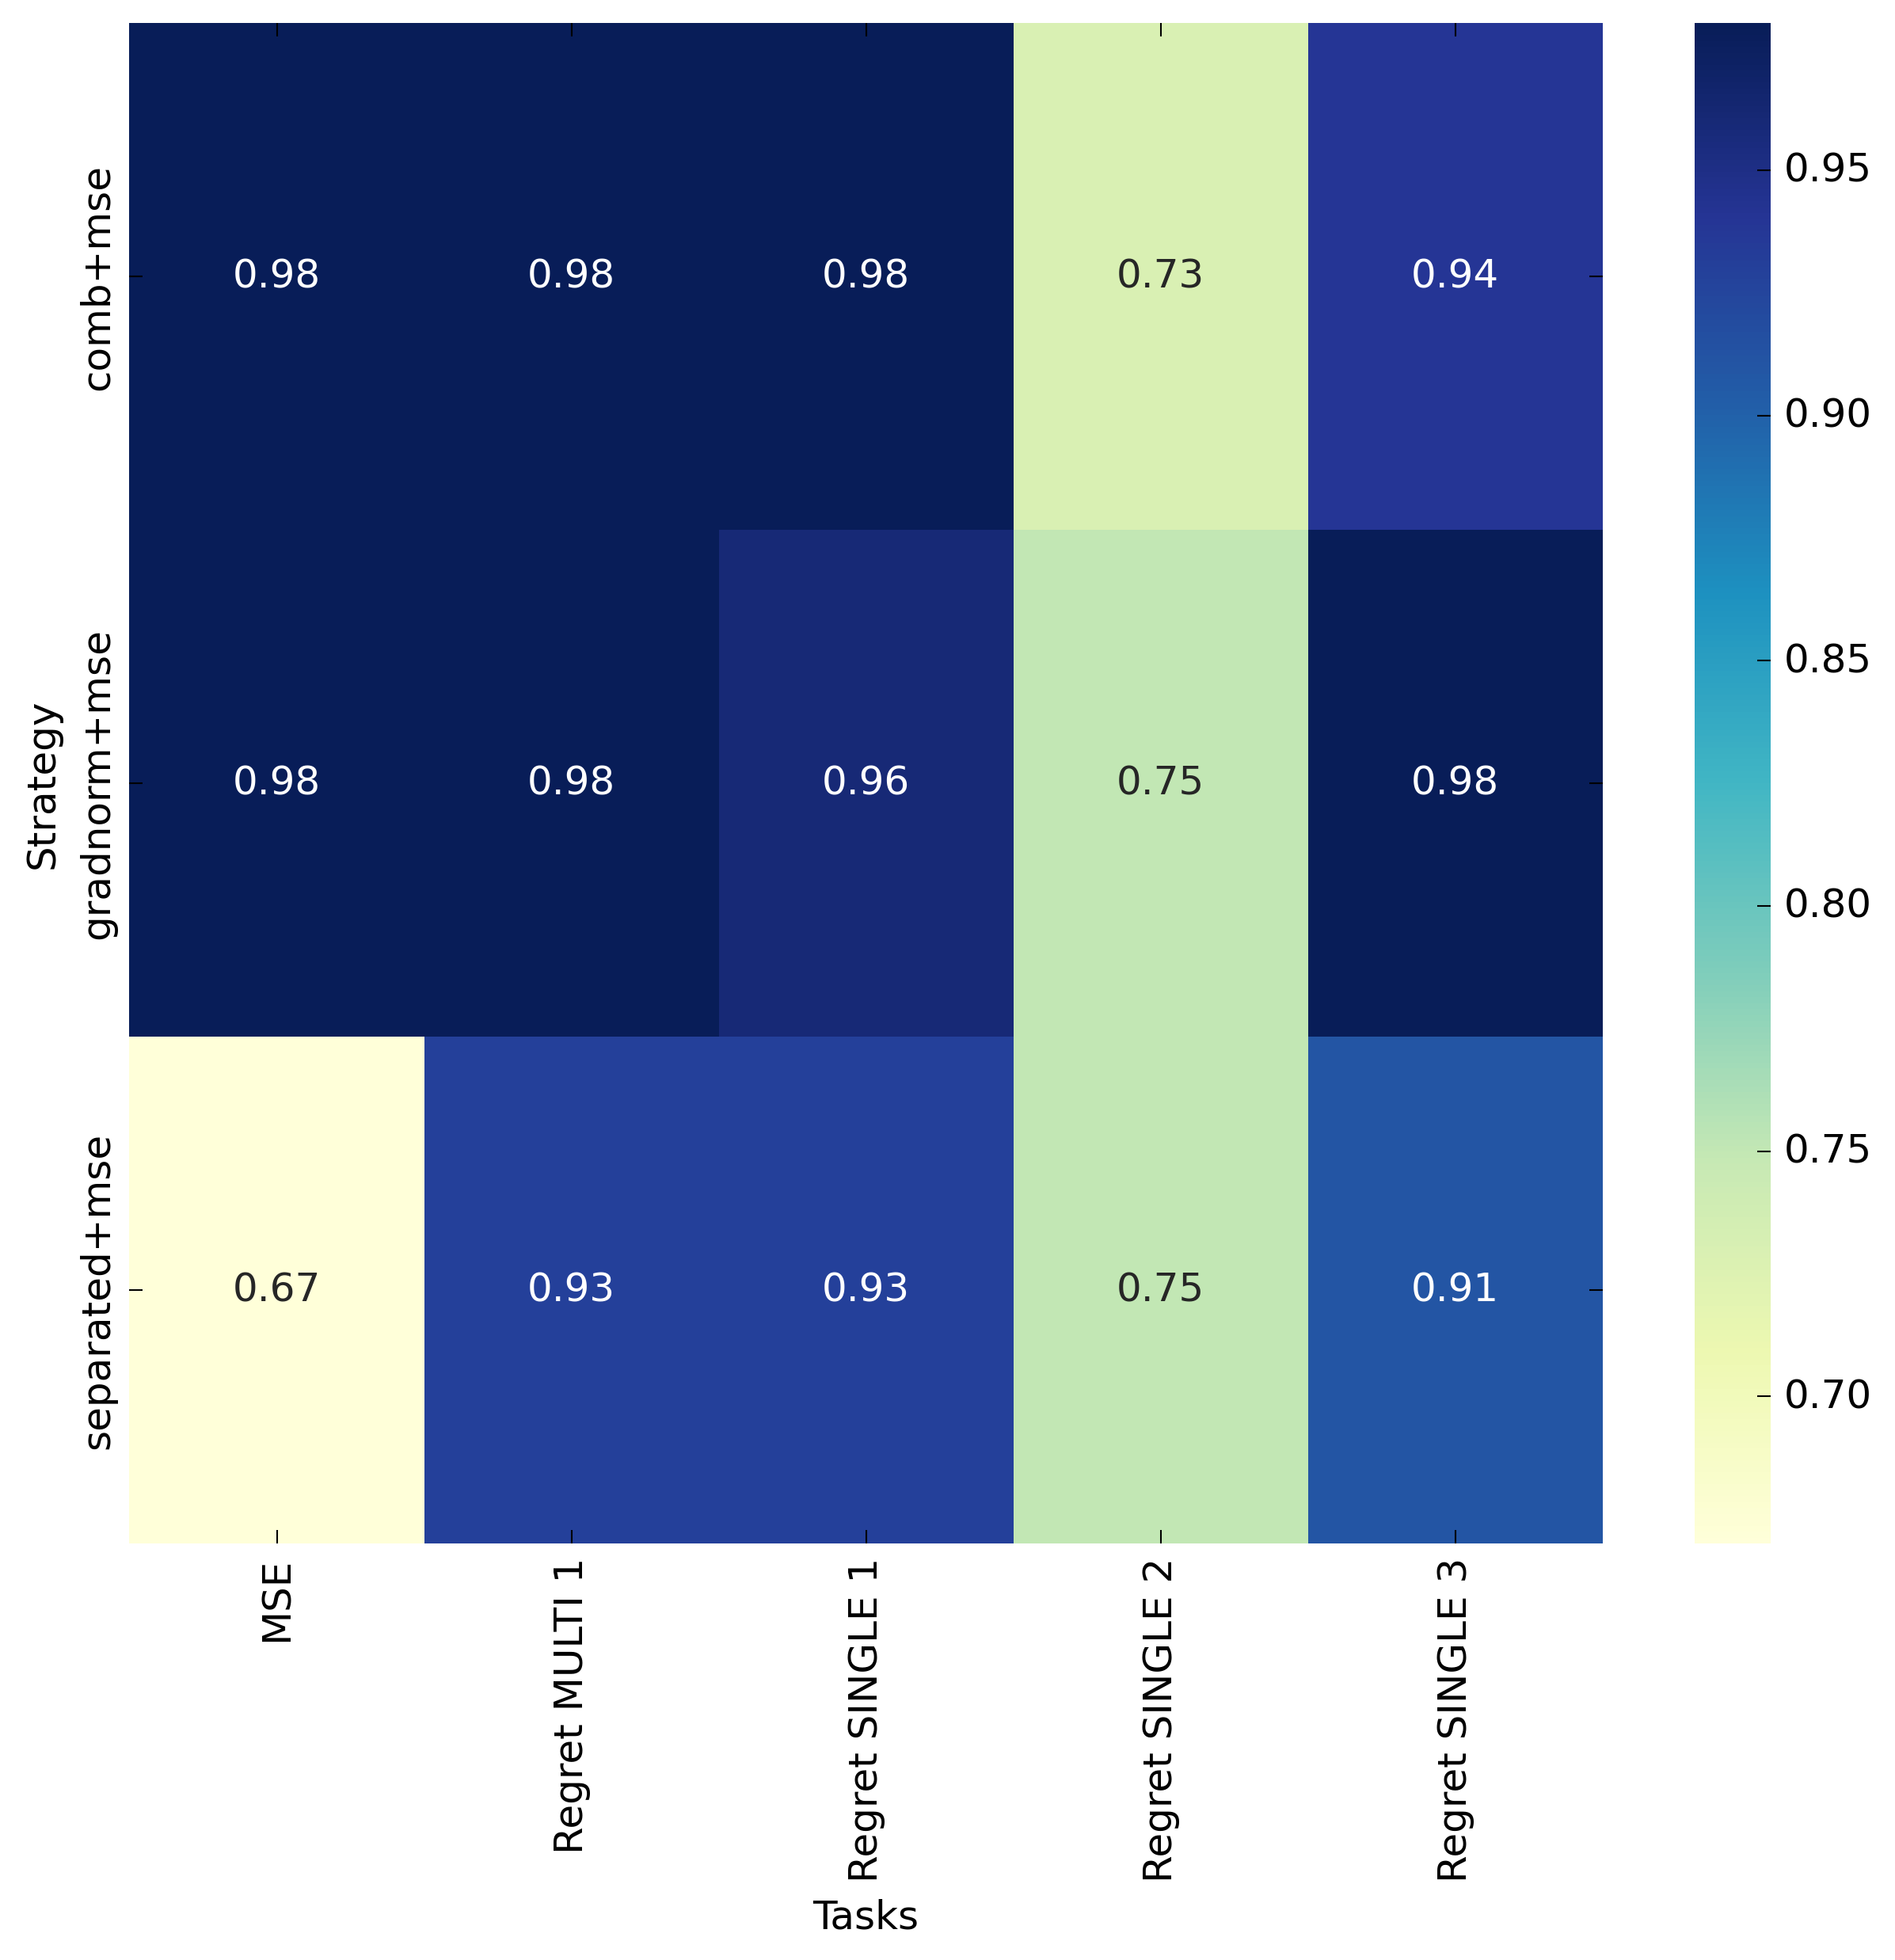 Strategy
comb+mse
0.98 0.98 0.98 0.73 0.94
gradnorm+mse
0.98 0.98 0.96 0.75 0.98
separated+mse
0.67 0.93 0.93 0.75 0.91
MSE
Regret MULTI 1
Regret SINGLE 1
Regret SINGLE 2
Regret SINGLE 3
Tasks
0.95
0.90
0.85
0.80
0.75
0.70